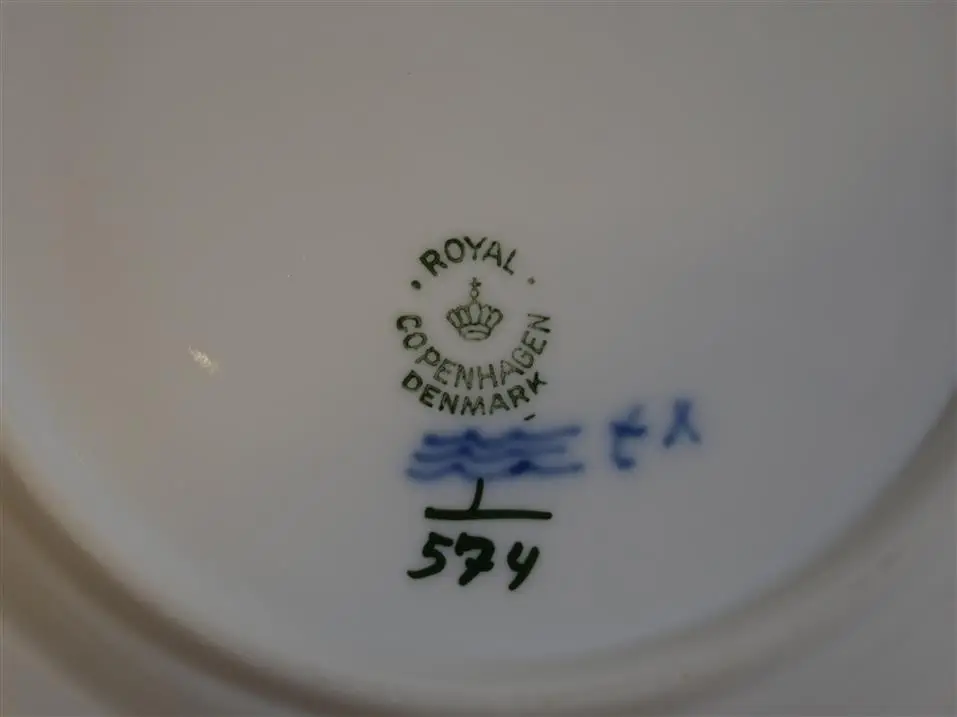 ROYAL
COPENHAGEN
DENMARK
1
574